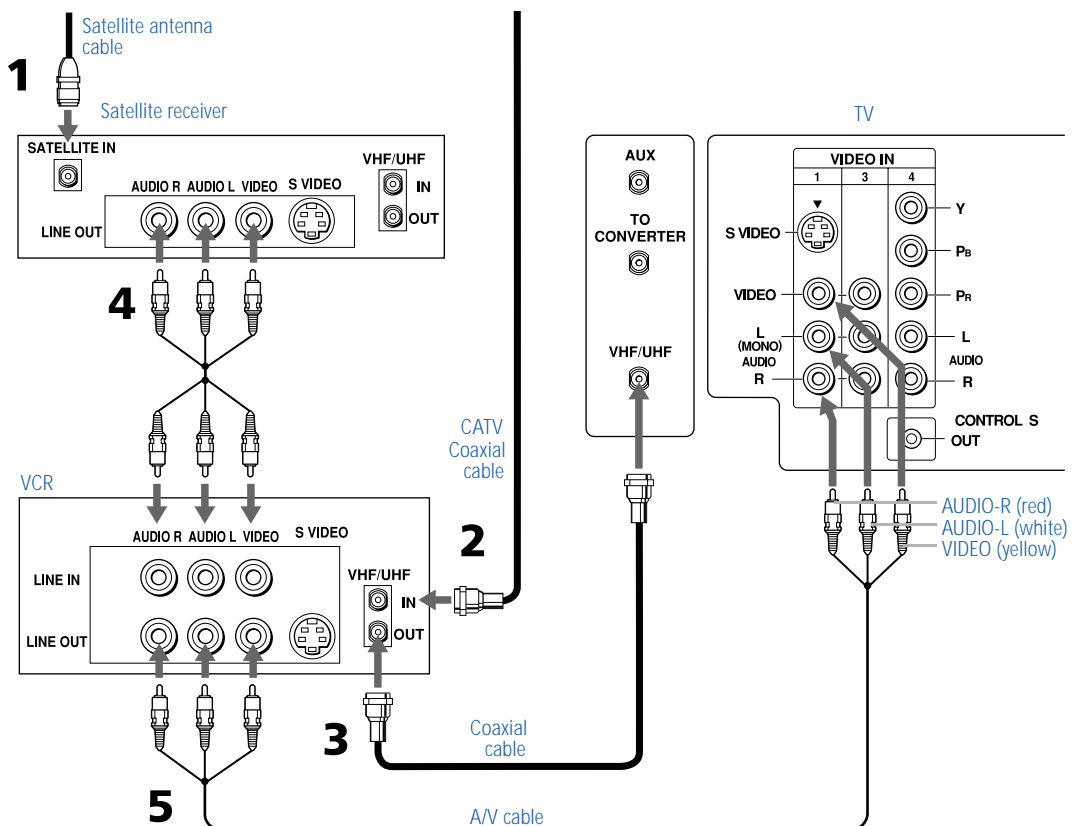 Satellite antenna
cable
1
Satellite receiver
SATELLITE IN
VHF/UHF
IN
OUT
AUDIO R AUDIO L VIDEO S VIDEO
LINE OUT
4
VCR
AUDIO R AUDIO L VIDEO S VIDEO
LINE IN
LINE OUT
VHF/UHF
IN
OUT
2
CATV
Coaxial
cable
3
Coaxial
cable
5
A/V cable
AUX
TO
CONVERTER
VHF/UHF
TV
VIDEO IN
1 3 4
S VIDEO
VIDEO
L
(MONO)
AUDIO
R
Y
PB
PR
L
AUDIO
R
CONTROL S
OUT
AUDIO-R (red)
AUDIO-L (white)
VIDEO (yellow)